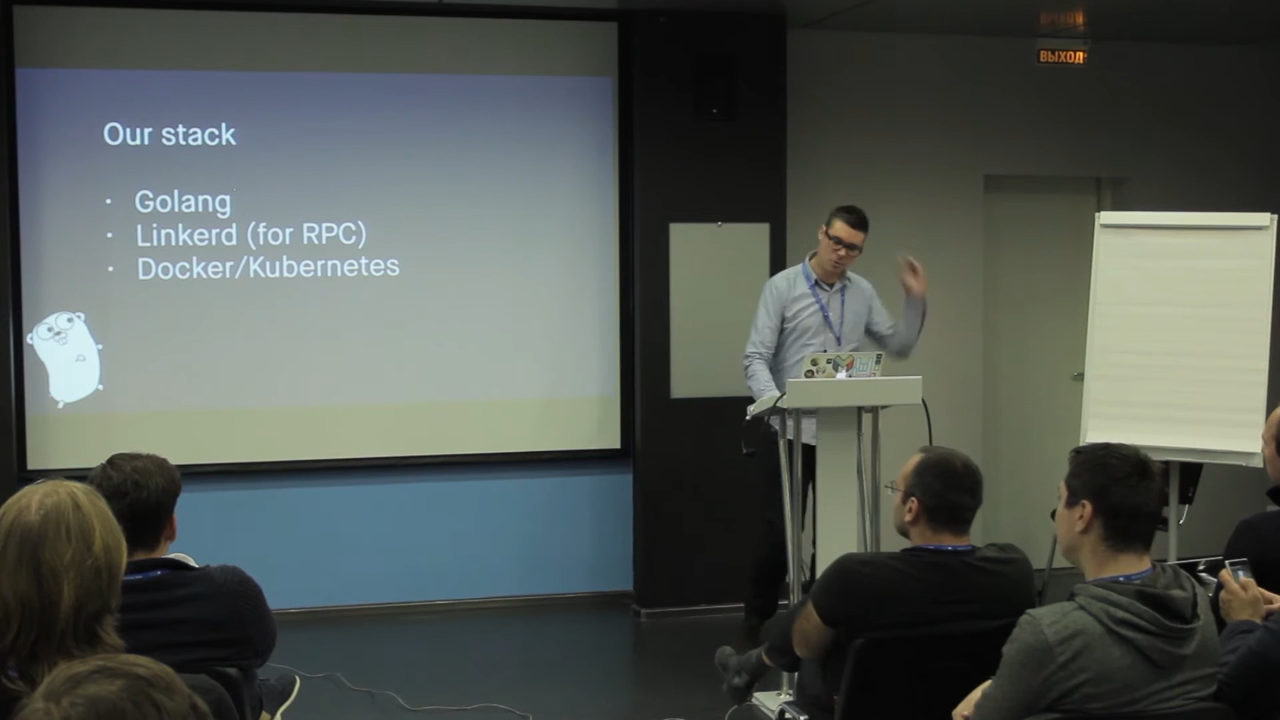 Our stack
· Golang
· Linkerd (for RPC)
· Docker/Kubernetes
ВЫХОД